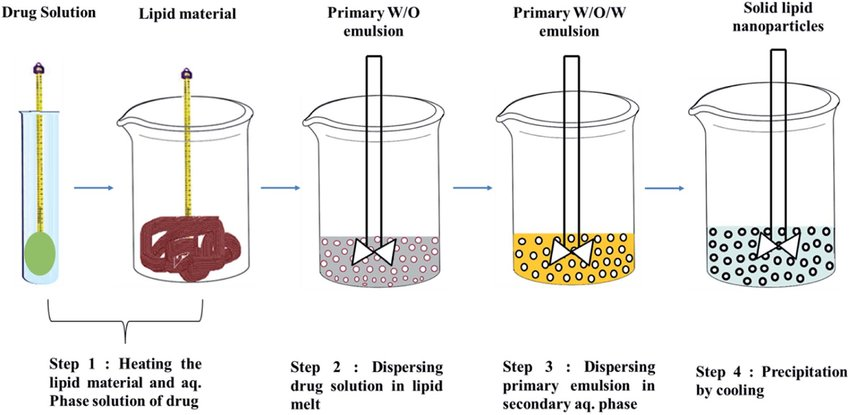 Drug Solution
Lipid material
Primary W/O
emulsion
Primary W/O/W
emulsion
Solid lipid
nanoparticles
Step 1 : Heating the
lipid material and aq.
Phase solution of drug
Step 2 : Dispersing
drug solution in lipid
melt
Step 3 : Dispersing
primary emulsion in
secondary aq. phase
Step 4 : Precipitation
by cooling